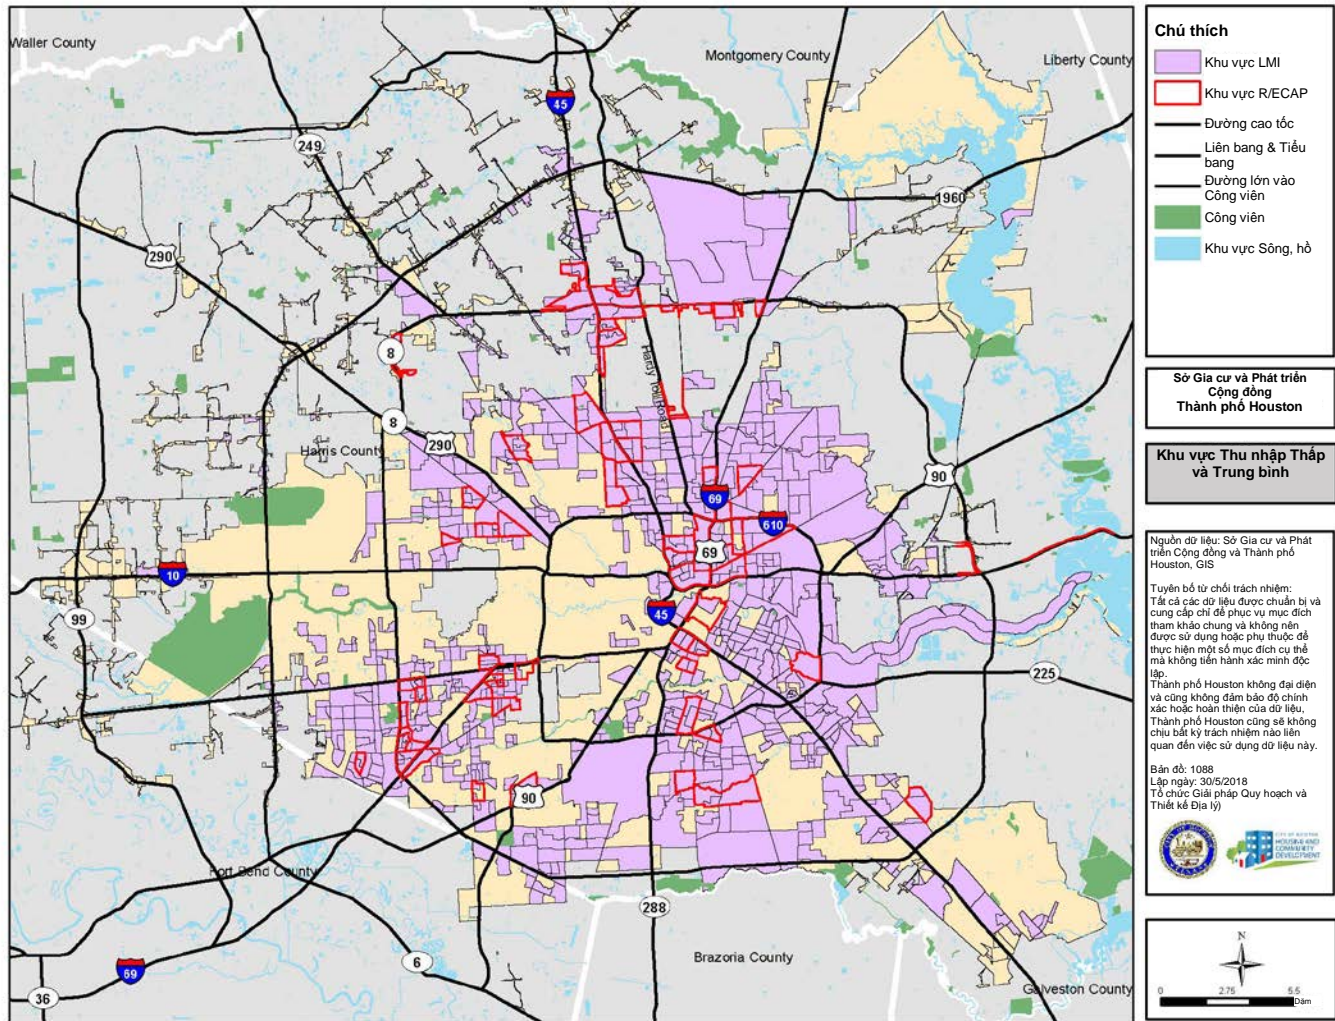 Waller County
Montgomery County
Liberty County
45
249
1960
290
8
Hardy Toll Road
8
290
Harris County
90
69
610
69
10
45
99
225
90
Fort Bend County
288
6
Brazoria County
69
36
Galveston County
Chú thích
Khu vực LMI
Khu vực R/ECAP
Đường cao tốc
Liên bang & Tiểu
bang
Đường lớn vào
Công viên
Công viên
Khu vực Sông, hồ
Sở Gia cư và Phát triển
Cộng đồng
Thành phố Houston
Khu vực Thu nhập Thấp
và Trung bình
Nguồn dữ liệu: Sở Gia cư và Phát
triển Cộng đồng và Thành phố
Houston, GIS
Tuyên bố từ chối trách nhiệm:
Tất cả các dữ liệu được chuẩn bị và
cung cấp chỉ để phục vụ mục đích
tham khảo chung và không nên
được sử dụng hoặc phụ thuộc để
thực hiện một số mục đích cụ thể
mà không tiến hành xác minh độc
lập.
Thành phố Houston không đại diện
và cũng không đảm bảo độ chính
xác hoặc hoàn thiện của dữ liệu,
Thành phố Houston cũng sẽ không
chịu bất kỳ trách nhiệm nào liên
quan đến việc sử dụng dữ liệu này.
Bản đồ: 1088
Lập ngày: 30/5/2018
Tổ chức Giải pháp Quy hoạch và
Thiết kế Địa lý)
CITY OF HOUSTON
HOUSING AND
COMMUNITY
DEVELOPMENT
N
0 2.75 5.5
Dặm